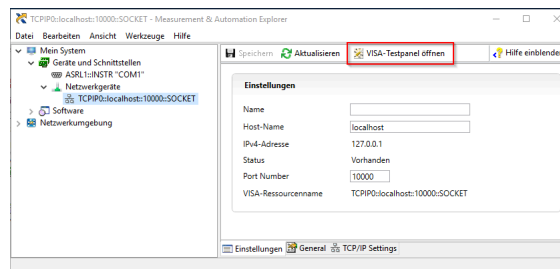 TCPIP0::localhost::10000::SOCKET - Measurement & Automation Explorer
Datei Bearbeiten Ansicht Werkzeuge Hilfe
Mein System
Geräte und Schnittstellen
ASRL1::INSTR "COM1"
Netzwerkgeräte
TCPIP0::localhost::10000::SOCKET
Software
Netzwerkumgebung
Speichern Aktualisieren VISA-Testpanel öffnen Hilfe einblenden
Einstellungen
Name
Host-Name localhost
IPv4-Adresse 127.0.0.1
Status Vorhanden
Port Number 10000
VISA-Ressourcenname TCPIP0::localhost::10000::SOCKET
Einstellungen General TCP/IP Settings